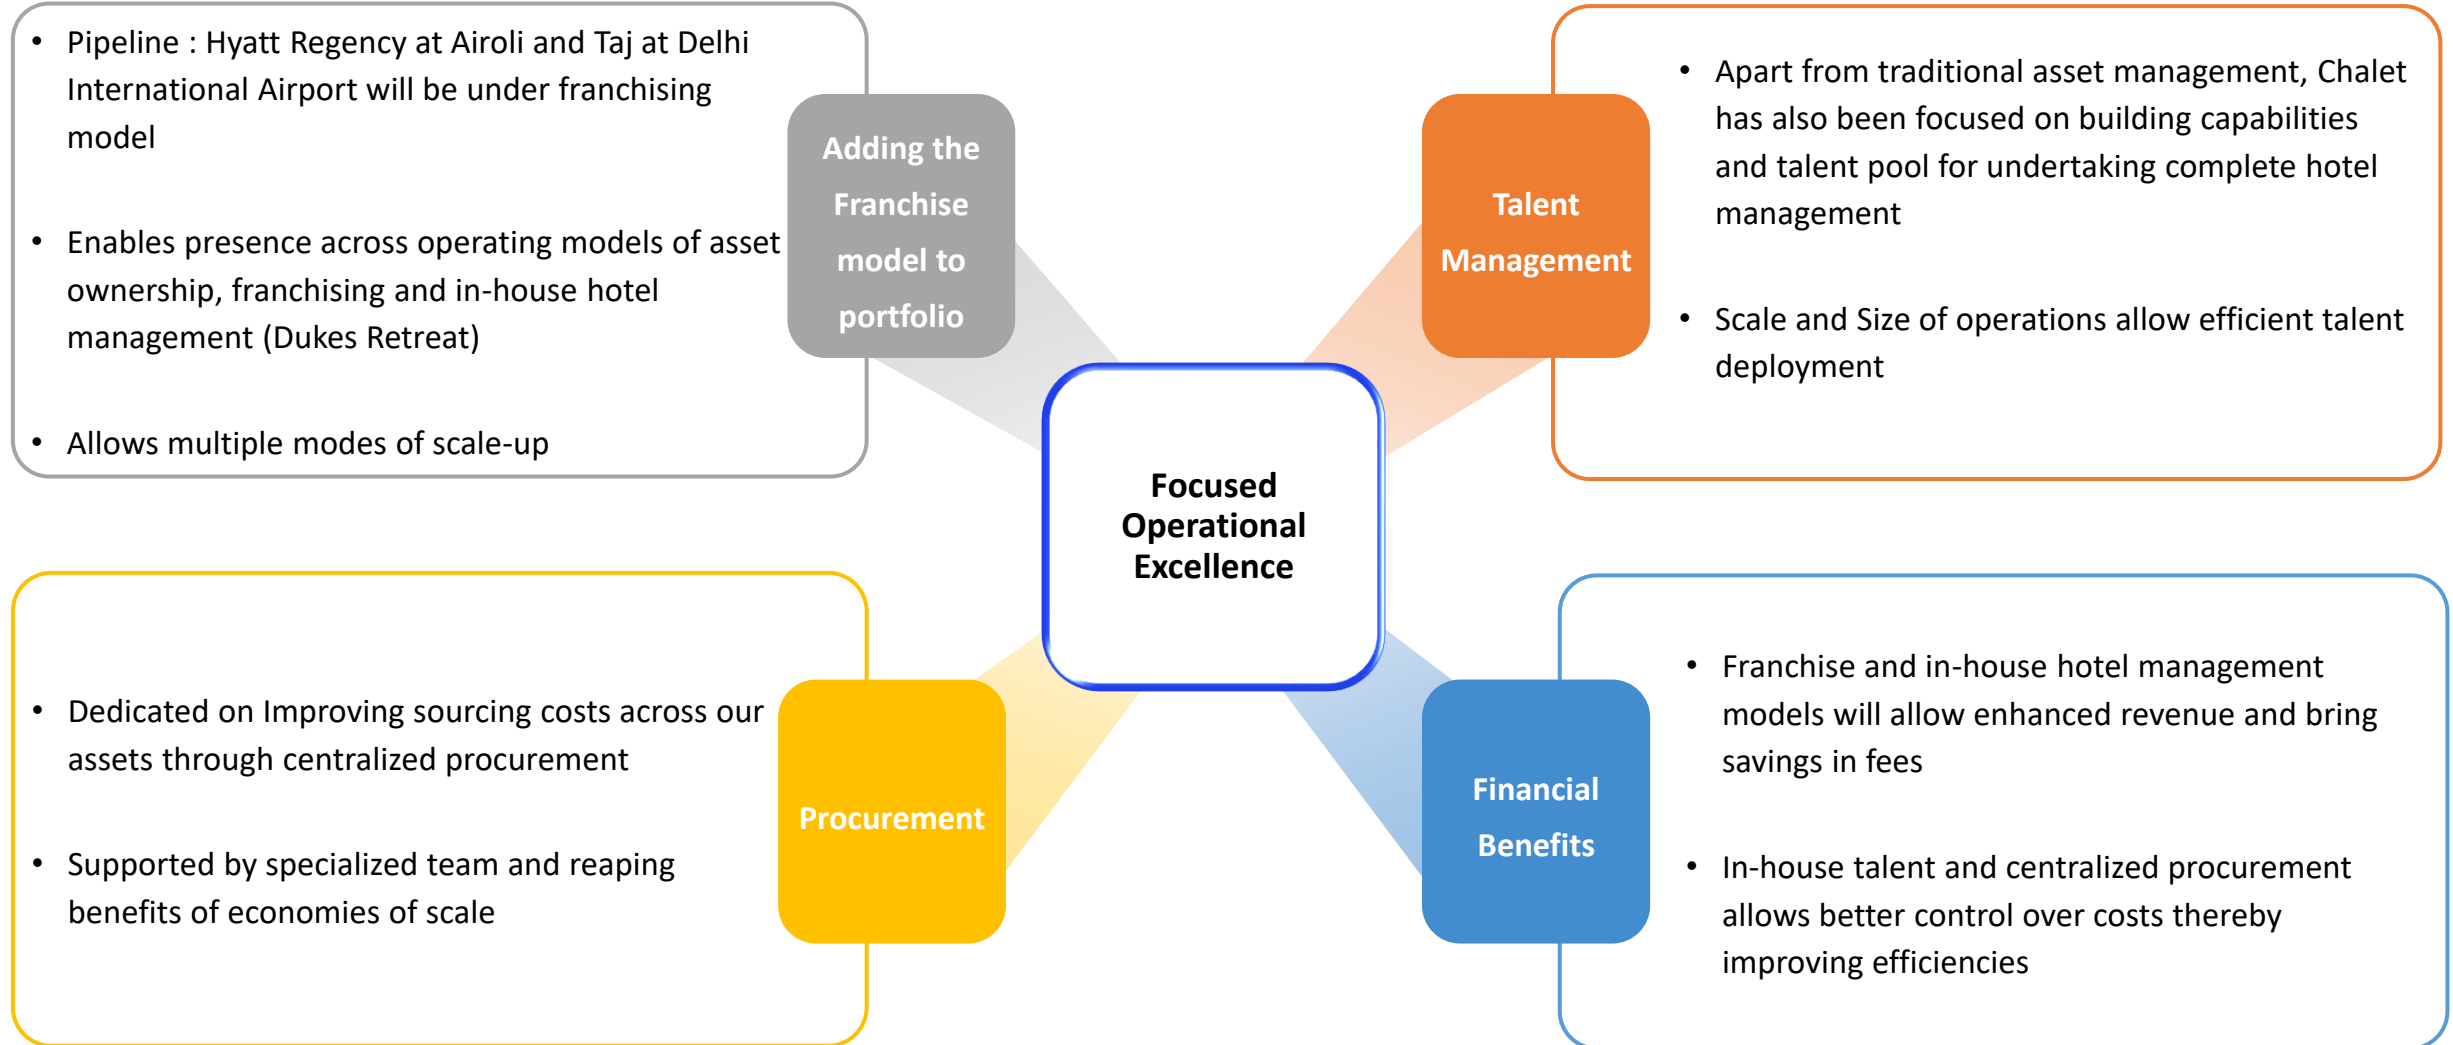 • Pipeline : Hyatt Regency at Airoli and Taj at Delhi
International Airport will be under franchising
model
• Enables presence across operating models of asset
ownership, franchising and in-house hotel
management (Dukes Retreat)
• Allows multiple modes of scale-up
Adding the
Franchise
model to
portfolio
Talent
Management
• Apart from traditional asset management, Chalet
has also been focused on building capabilities
and talent pool for undertaking complete hotel
management
• Scale and Size of operations allow efficient talent
deployment
Focused
Operational
Excellence
• Dedicated on Improving sourcing costs across our
assets through centralized procurement
• Supported by specialized team and reaping
benefits of economies of scale
Procurement
Financial
Benefits
• Franchise and in-house hotel management
models will allow enhanced revenue and bring
savings in fees
• In-house talent and centralized procurement
allows better control over costs thereby
improving efficiencies